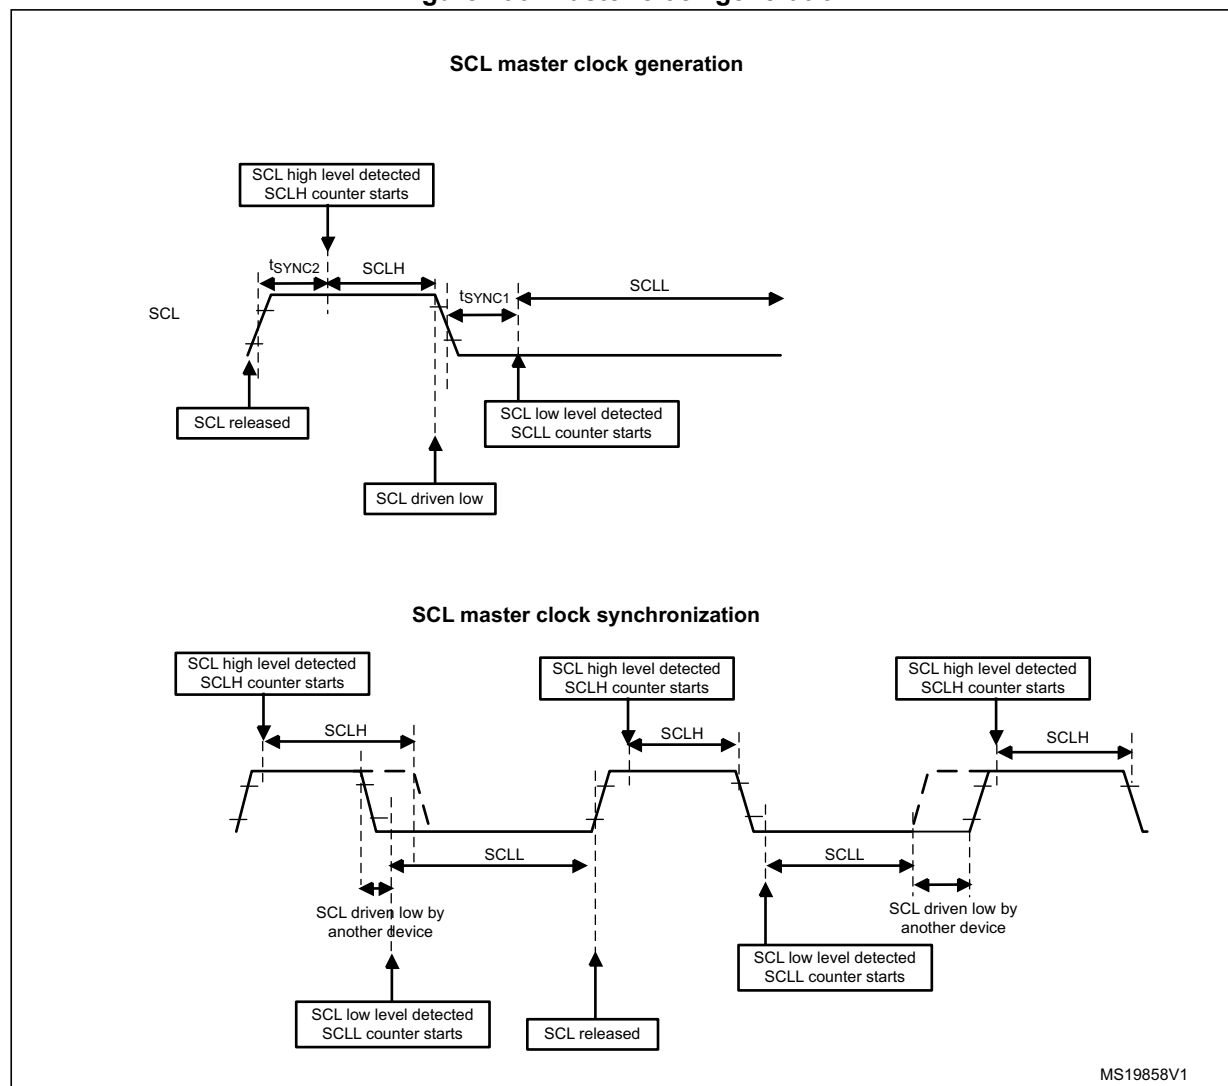 SCL master clock generation
SCL high level detected
SCLH counter starts
tSYNC2
SCLH
SCLL
tSYNC1
SCL
SCL released
SCL low level detected
SCLL counter starts
SCL driven low
SCL master clock synchronization
SCL high level detected
SCLH counter starts
SCL high level detected
SCLH counter starts
SCL high level detected
SCLH counter starts
SCLH
SCLH
SCLH
SCLL
SCLL
SCL driven low by
another device
SCL driven low by
another device
SCL low level detected
SCLL counter starts
SCL low level detected
SCLL counter starts
SCL released
MS19858V1